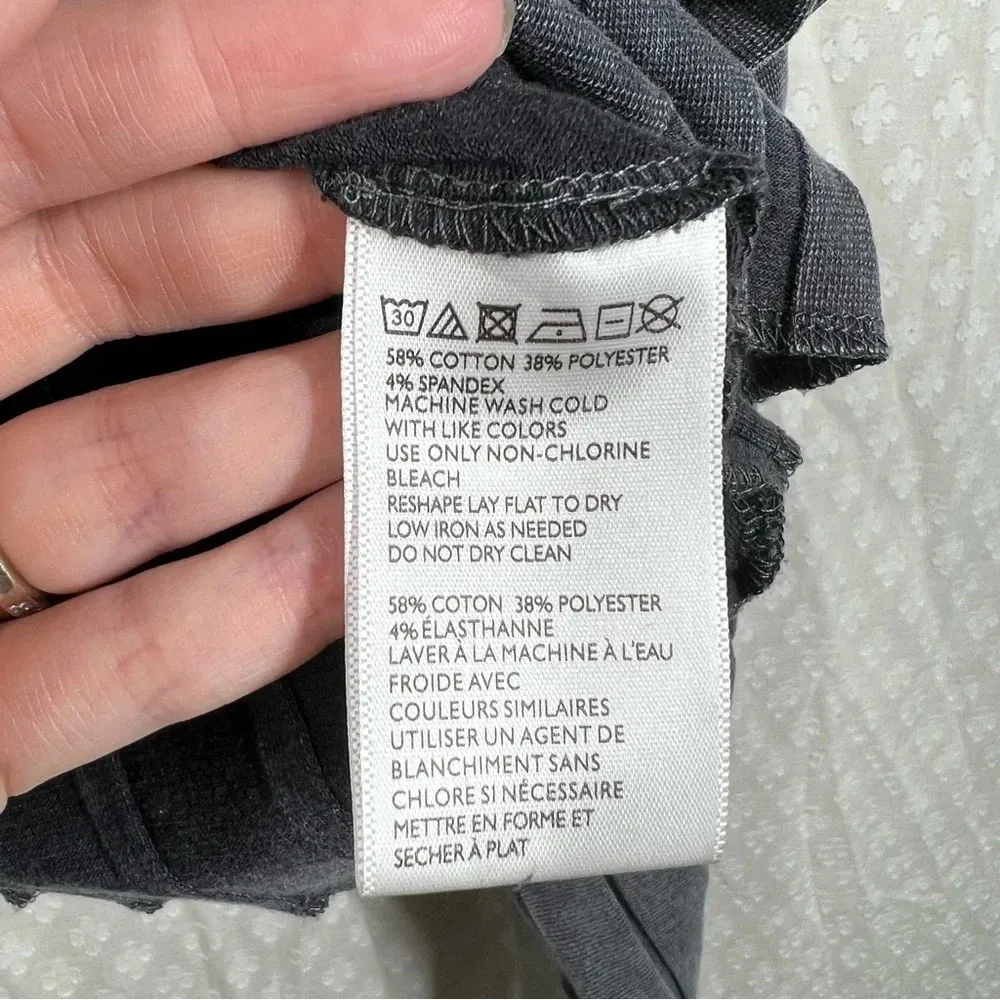 30
58% COTTON 38% POLYESTER
4% SPANDEX
MACHINE WASH COLD
WITH LIKE COLORS
USE ONLY NON-CHLORINE
BLEACH
RESHAPE LAY FLAT TO DRY
LOW IRON AS NEEDED
DO NOT DRY CLEAN
58% COTON 38% POLYESTER
4% ÉLASTHANNE
LAVER À LA MACHINE À L'EAU
FROIDE AVEC
COULEURS SIMILAIRES
UTILISER UN AGENT DE
BLANCHIMENT SANS
CHLORE SI NÉCESSAIRE
METTRE EN FORME ET
SECHER À PLAT